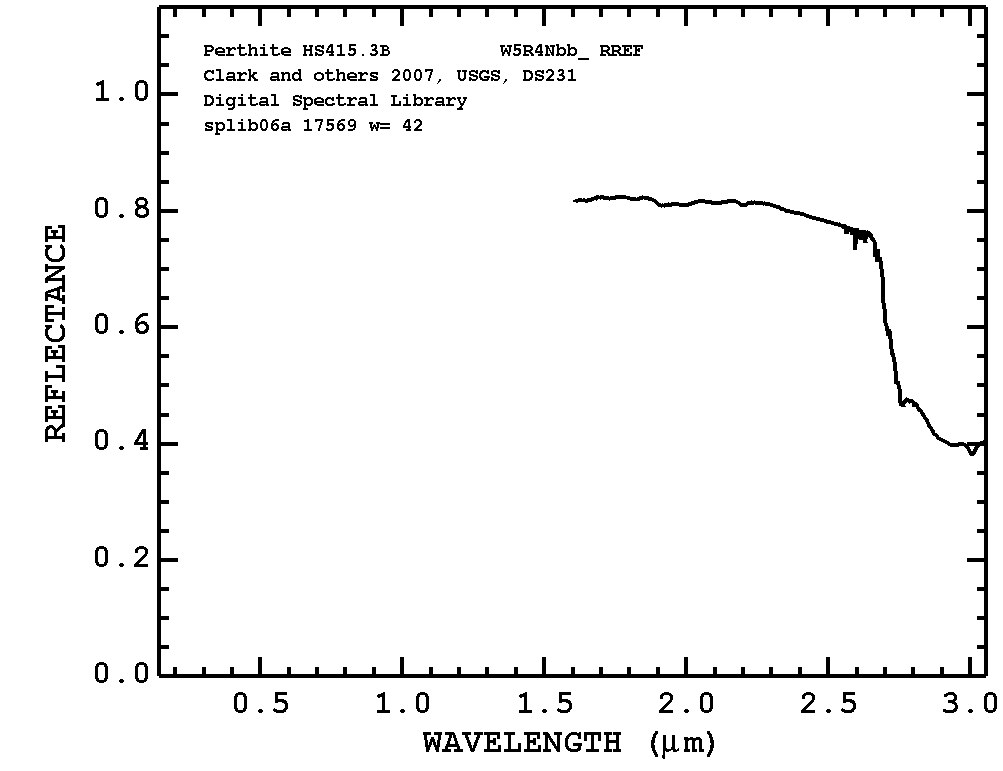 Perthite HS415.3B W5R4Nbb_ RREF
Clark and others 2007, USGS, DS231
Digital Spectral Library
splib06a 17569 w= 42
REFLECTANCE
1.0
0.8
0.6
0.4
0.2
0.0
0.5 1.0 1.5 2.0 2.5 3.0
WAVELENGTH (μm)